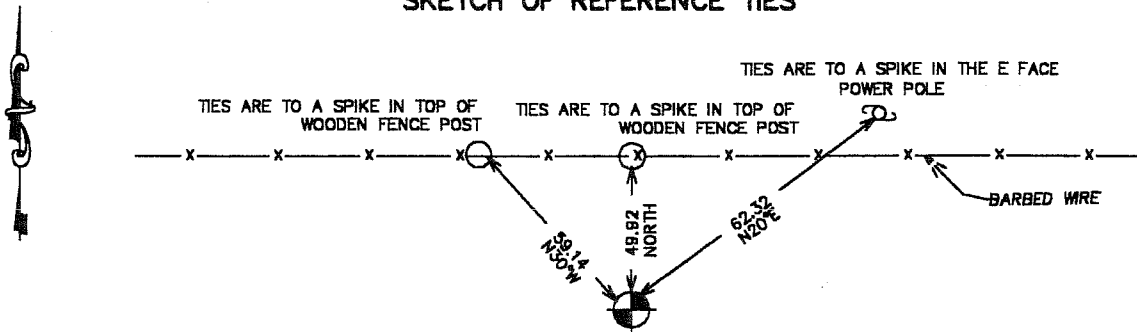 SKETCH OF REFERENCE TIES
TIES ARE TO A SPIKE IN THE E FACE
POWER POLE
TIES ARE TO A SPIKE IN TOP OF
WOODEN FENCE POST
TIES ARE TO A SPIKE IN TOP OF
WOODEN FENCE POST
X X X X X X X X X X X
BARBED WIRE
59.14
N30°W
49.92
NORTH
62.32
N20°E